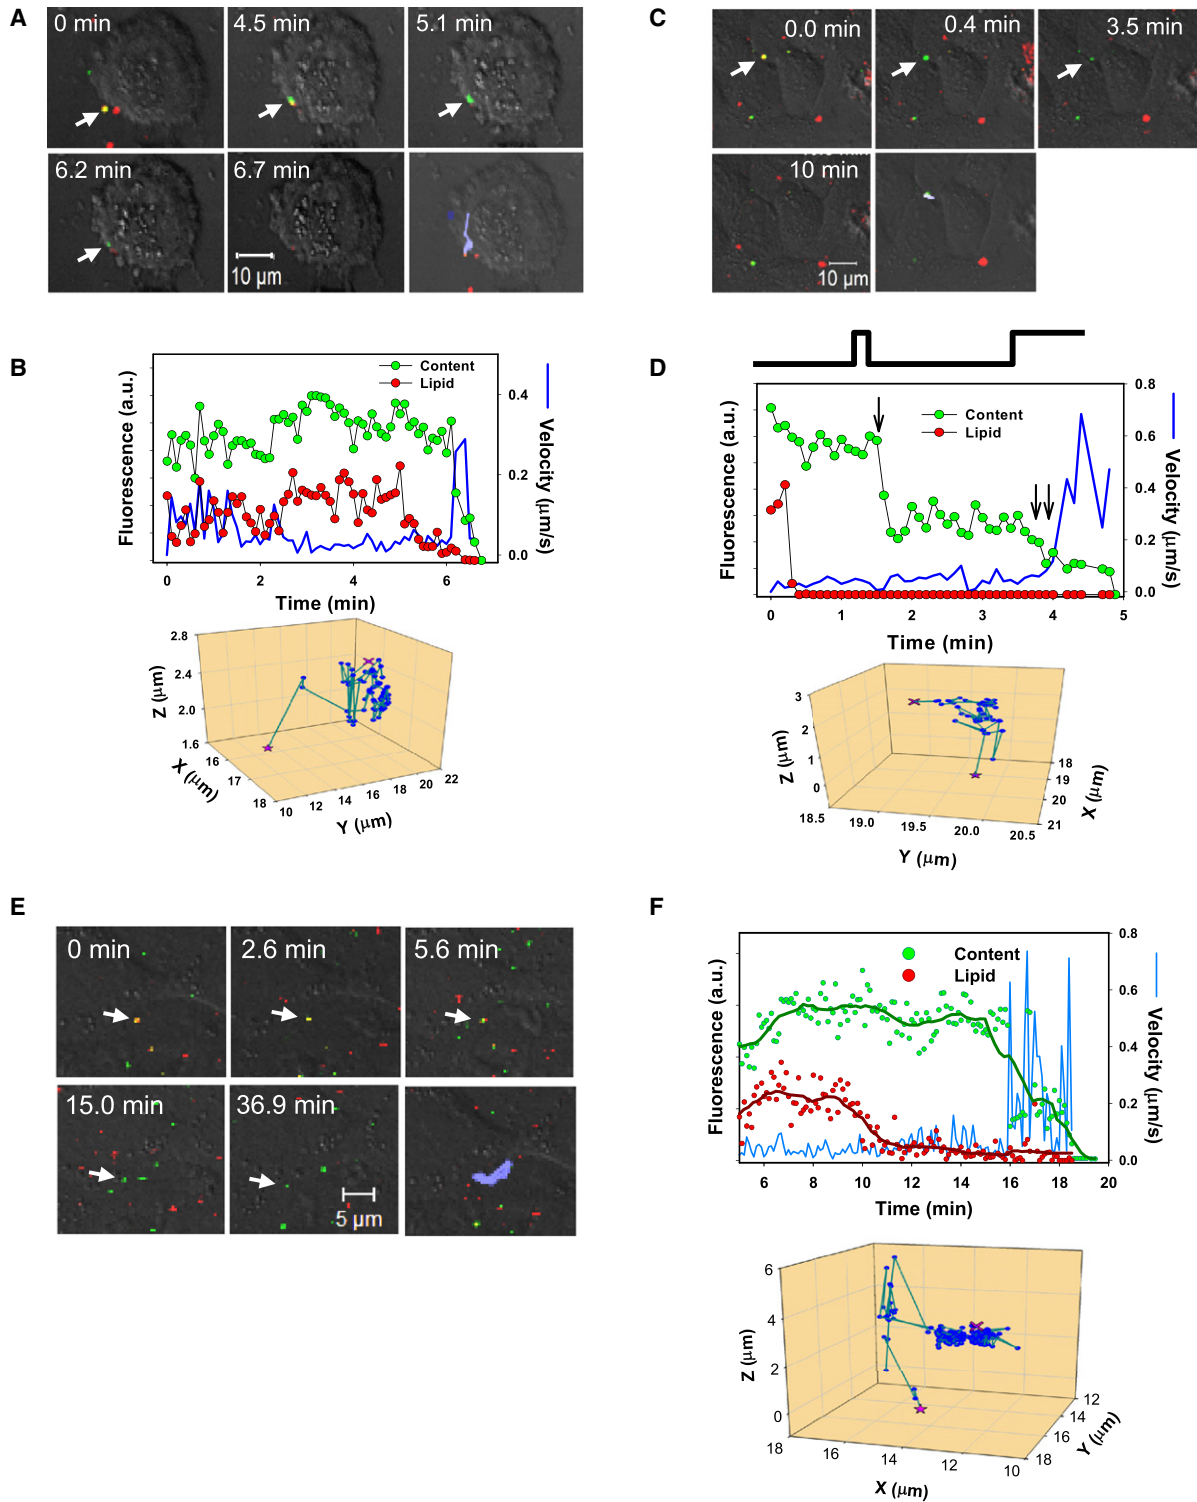 A
0 min
4.5 min
5.1 min
6.2 min
6.7 min
10 µm
C
0.0 min
0.4 min
3.5 min
10 min
10 µm
B
Fluorescence (a.u.)
Content
Lipid
0.4
0.2
0.0
Velocity (µm/s)
0
2
4
6
Time (min)
2.8
2.4
2.0
1.6
Z (µm)
16
17
18
X (µm)
10
12
14
16
18
20
22
Y (µm)
D
Fluorescence (a.u.)
Content
Lipid
0.8
0.6
0.4
0.2
0.0
Velocity (µm/s)
0
1
2
3
4
5
Time (min)
3
2
1
0
Z (µm)
18
19
20
21
X (µm)
18.5
19.0
19.5
20.0
20.5
Y (µm)
E
0 min
2.6 min
5.6 min
15.0 min
36.9 min
5 µm
F
Fluorescence (a.u.)
Content
Lipid
0.8
0.6
0.4
0.2
0.0
Velocity (µm/s)
6
8
10
12
14
16
18
20
Time (min)
6
4
2
0
Z (µm)
12
14
16
18
Y (µm)
18
16
14
12
10
X (µm)